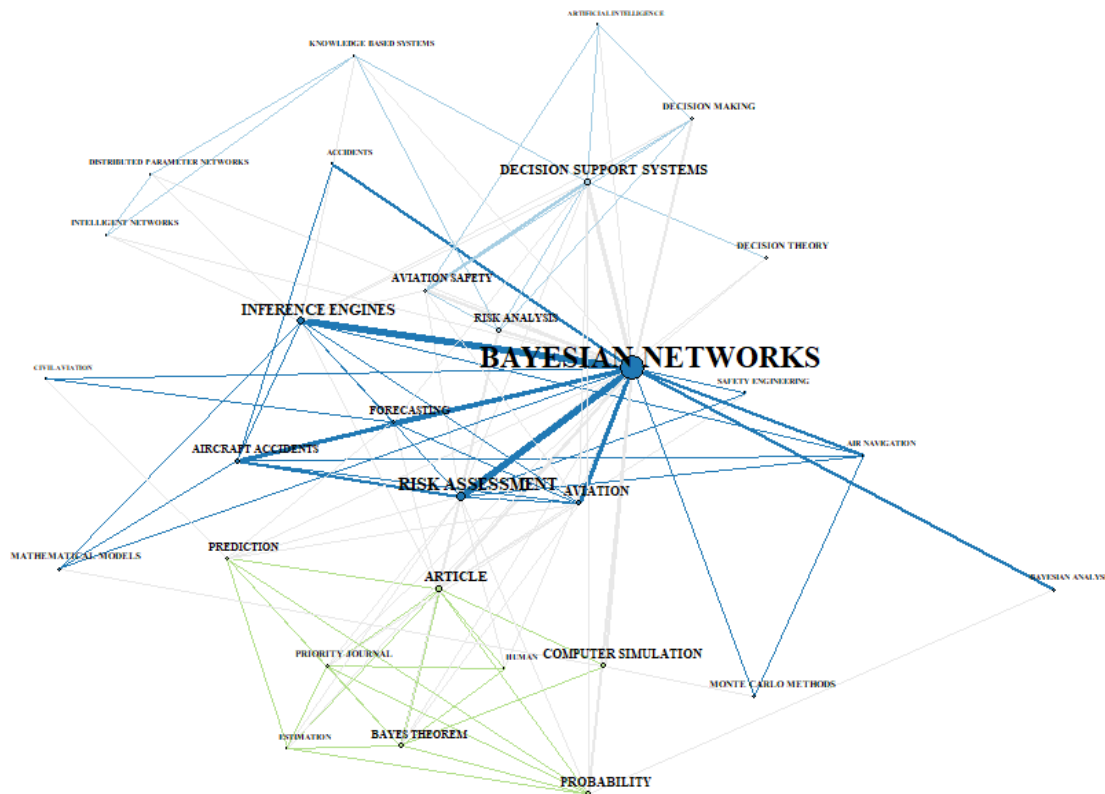 ARTIFICIAL INTELLIGENCE
KNOWLEDGE BASED SYSTEMS
DECISION MAKING
ACCIDENTS
DISTRIBUTED PARAMETER NETWORKS
DECISION SUPPORT SYSTEMS
INTELLIGENT NETWORKS
DECISION THEORY
AVIATION SAFETY
INFERENCE ENGINES
RISK ANALYSIS
BAYESIAN NETWORKS
CIVIL AVIATION
SAFETY ENGINEERING
FORECASTING
AIR NAVIGATION
AIRCRAFT ACCIDENTS
RISK ASSESSMENT
AVIATION
PREDICTION
MATHEMATICAL MODELS
ARTICLE
BAYESIAN ANALYS
PRIORITY JOURNAL
HUMAN
COMPUTER SIMULATION
MONTE CARLO METHODS
ESTIMATION
BAYES THEOREM
PROBABILITY